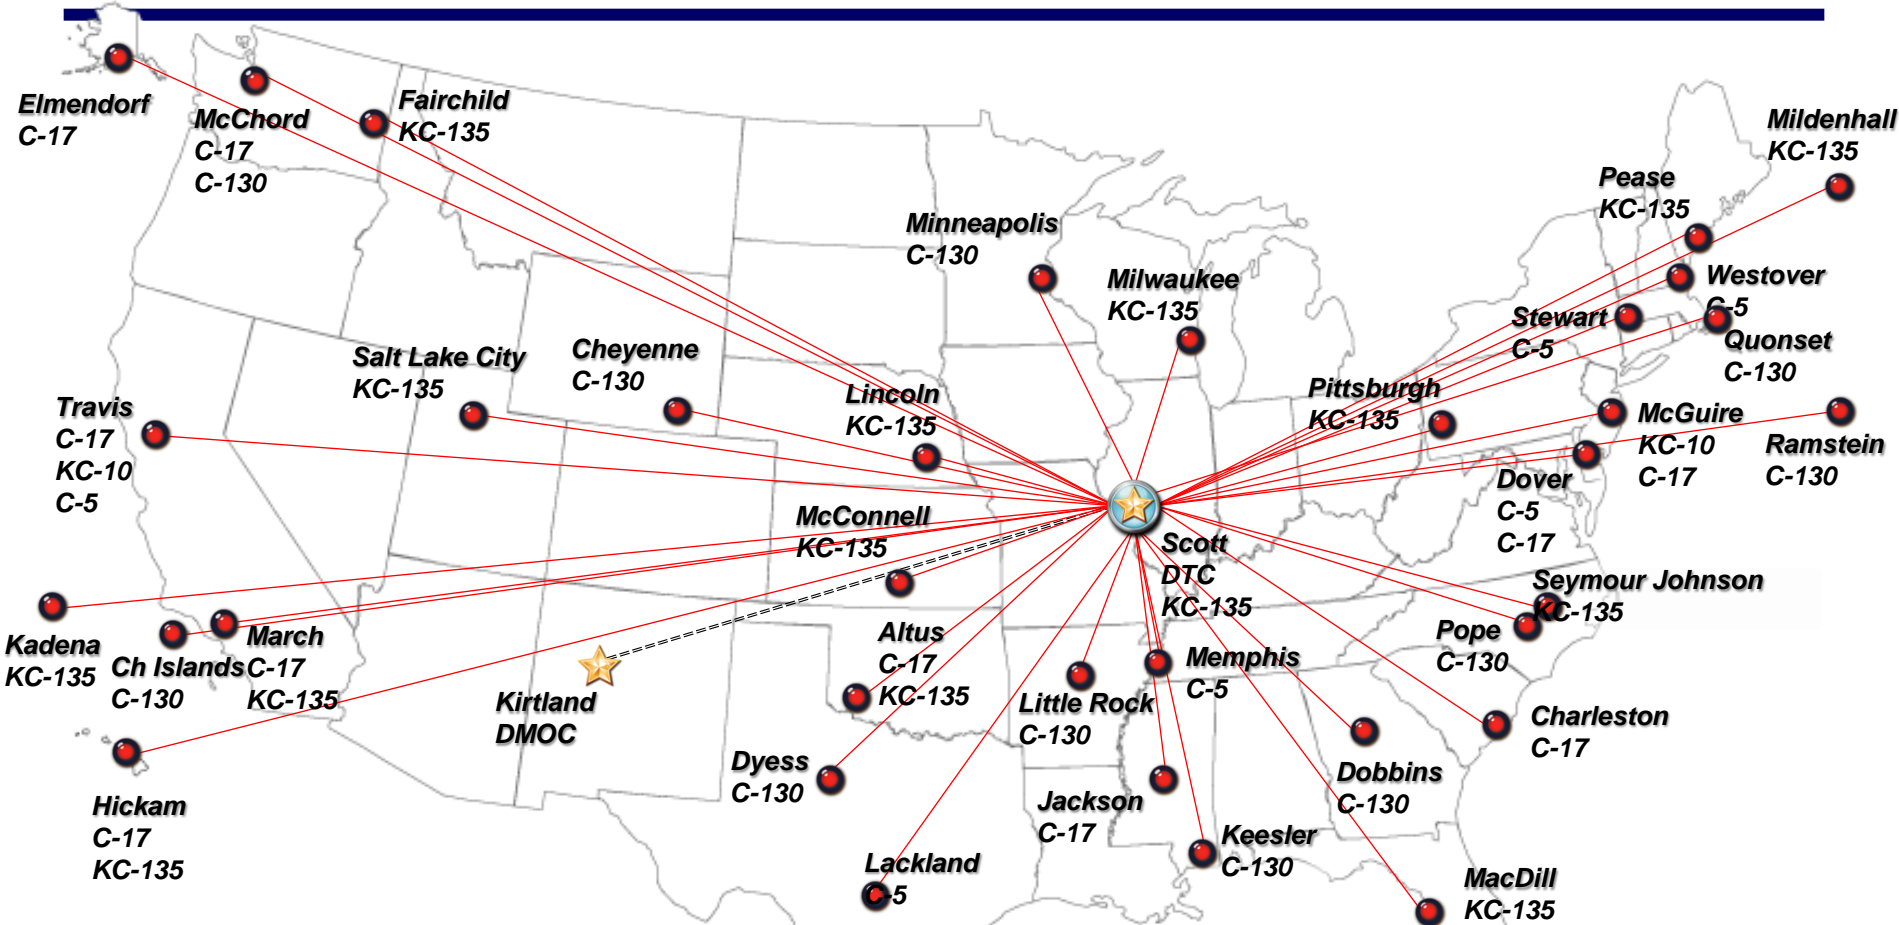 Elmendorf
C-17
McChord
C-17
C-130
Fairchild
KC-135
Minneapolis
C-130
Milwaukee
KC-135
Mildenhall
KC-135
Pease
KC-135
Westover
C-5
Stewart
C-5
Quonset
C-130
Salt Lake City
KC-135
Cheyenne
C-130
Lincoln
KC-135
Pittsburgh
KC-135
McGuire
KC-10
C-17
Ramstein
C-130
Travis
C-17
KC-10
C-5
McConnell
KC-135
Dover
C-5
C-17
Scott
DTC
KC-135
Seymour Johnson
KC-135
Pope
C-130
Kadena
KC-135
Ch Islands
C-130
March
C-17
KC-135
Altus
C-17
KC-135
Memphis
C-5
Little Rock
C-130
Kirtland
DMOC
Charleston
C-17
Dyess
C-130
Dobbins
C-130
Jackson
C-17
Hickam
C-17
KC-135
Keesler
C-130
Lackland
C-5
MacDill
KC-135